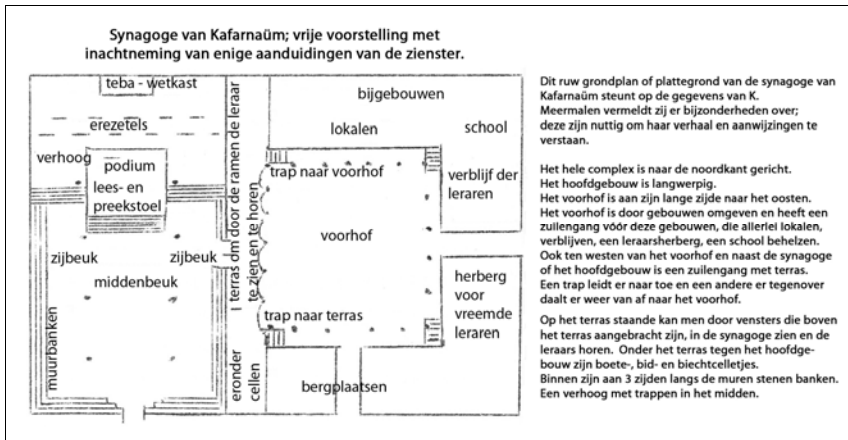 Synagoge van Kafarnaüm; vrije voorstelling met
inachtneming van enige aanduidingen van de zienster.
teba - wetkast
erezetels
verhoog
podium
lees- en
preekstoel
zijbeuk
zijbeuk
middenbeuk
muurbanken
terras om door de ramen de leraar
te zien en te horen
eronder
cellen
bijgebouwen
lokalen
school
trap naar voorhof
verblijf der
leraren
voorhof
herberg
voor
vreemde
leraren
trap naar terras
bergplaatsen
Dit ruw grondplan of plattegrond van de synagoge van
Kafarnaüm steunt op de gegevens van K.
Meermalen vermeldt zij er bijzonderheden over;
deze zijn nuttig om haar verhaal en aanwijzingen te
verstaan.
Het hele complex is naar de noordkant gericht.
Het hoofdgebouw is langwerpig.
Het voorhof is aan zijn lange zijde naar het oosten.
Het voorhof is door gebouwen omgeven en heeft een
zuilengang vóór deze gebouwen, die allerlei lokalen,
verblijven, een leraarsherberg, een school behelzen.
Ook ten westen van het voorhof en naast de synagoge
of het hoofdgebouw is een zuilengang met terras.
Een trap leidt er naar toe en een andere er tegenover
daalt er weer van af naar het voorhof.
Op het terras staande kan men door vensters die boven
het terras aangebracht zijn, in de synagoge zien en de
leraars horen. Onder het terras tegen het hoofdge-
bouw zijn boete-, bid- en biechtcelletjes.
Binnen zijn aan 3 zijden langs de muren stenen banken.
Een verhoog met trappen in het midden.